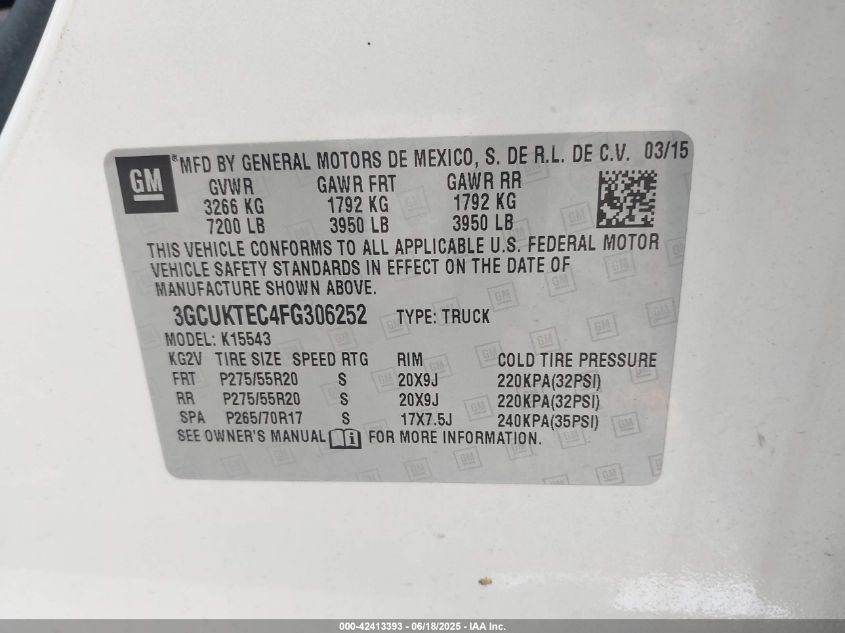 GM ® MFD BY GENERAL MOTORS DE MEXICO, S. DE R.L. DE C.V. 03/15
GVWR GAWR FRT GAWR RR
3266 KG 1792 KG 1792 KG
7200 LB 3950 LB 3950 LB
THIS VEHICLE CONFORMS TO ALL APPLICABLE U.S. FEDERAL MOTOR
VEHICLE SAFETY STANDARDS IN EFFECT ON THE DATE OF
MANUFACTURE SHOWN ABOVE.
3GCUKTEC4FG306252 TYPE: TRUCK
MODEL: K15543
KG2V TIRE SIZE SPEED RTG RIM COLD TIRE PRESSURE
FRT P275/55R20 S 20X9J 220KPA(32PSI)
RR P275/55R20 S 20X9J 220KPA(32PSI)
SPA P265/70R17 S 17X7.5J 240KPA(35PSI)
SEE OWNER'S MANUAL FOR MORE INFORMATION.
000-42413393 - 06/18/2025 - IAA Inc.